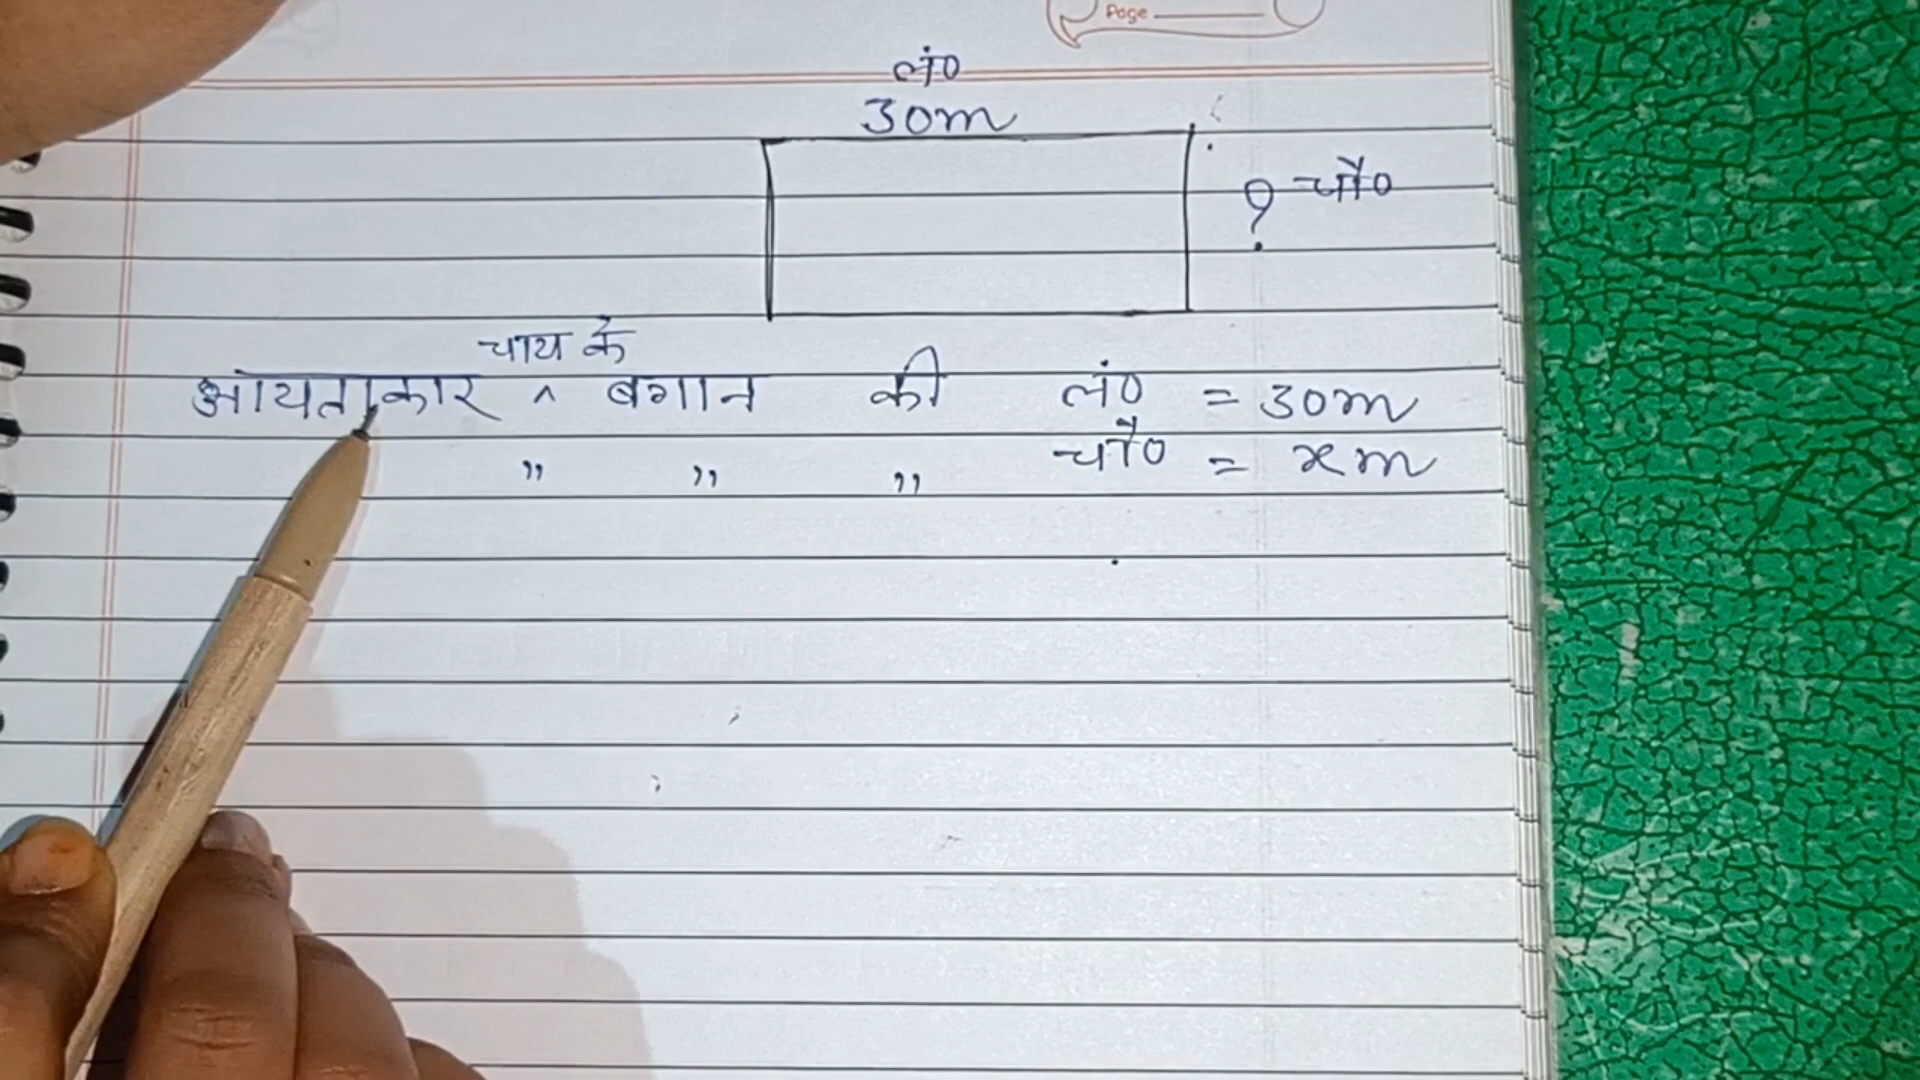 Page
लं०
30m
? चौ०
चाय के
आयताकार ^ बगान की लं० = 30m
" " " चौ० = xm